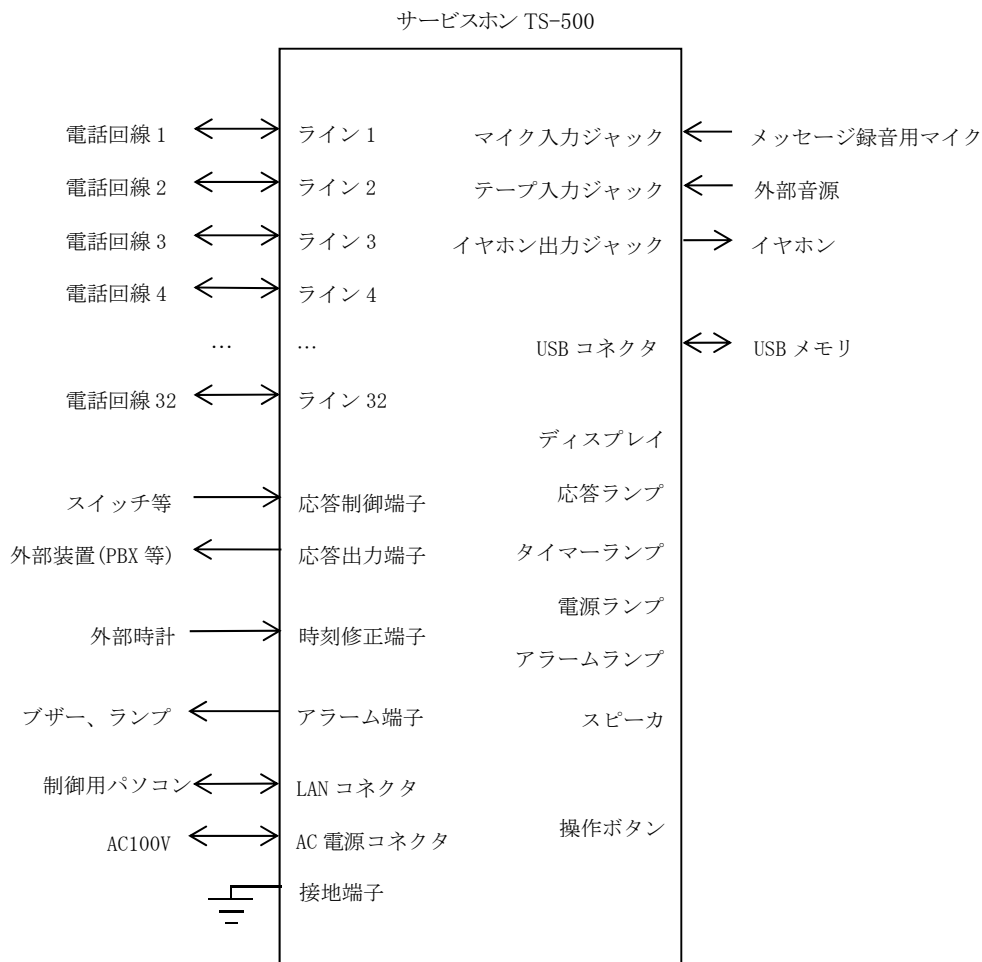 サービスホン TS-500
電話回線 1 ライン 1 マイク入力ジャック メッセージ録音用マイク
電話回線 2 ライン 2 テープ入力ジャック 外部音源
電話回線 3 ライン 3 イヤホン出力ジャック イヤホン
電話回線 4 ライン 4
… … USB コネクタ USB メモリ
電話回線 32 ライン 32
ディスプレイ
スイッチ等 応答制御端子 応答ランプ
外部装置(PBX 等) 応答出力端子 タイマーランプ
電源ランプ
外部時計 時刻修正端子
アラームランプ
ブザー、ランプ アラーム端子 スピーカ
制御用パソコン LAN コネクタ
AC100V AC 電源コネクタ 操作ボタン
接地端子